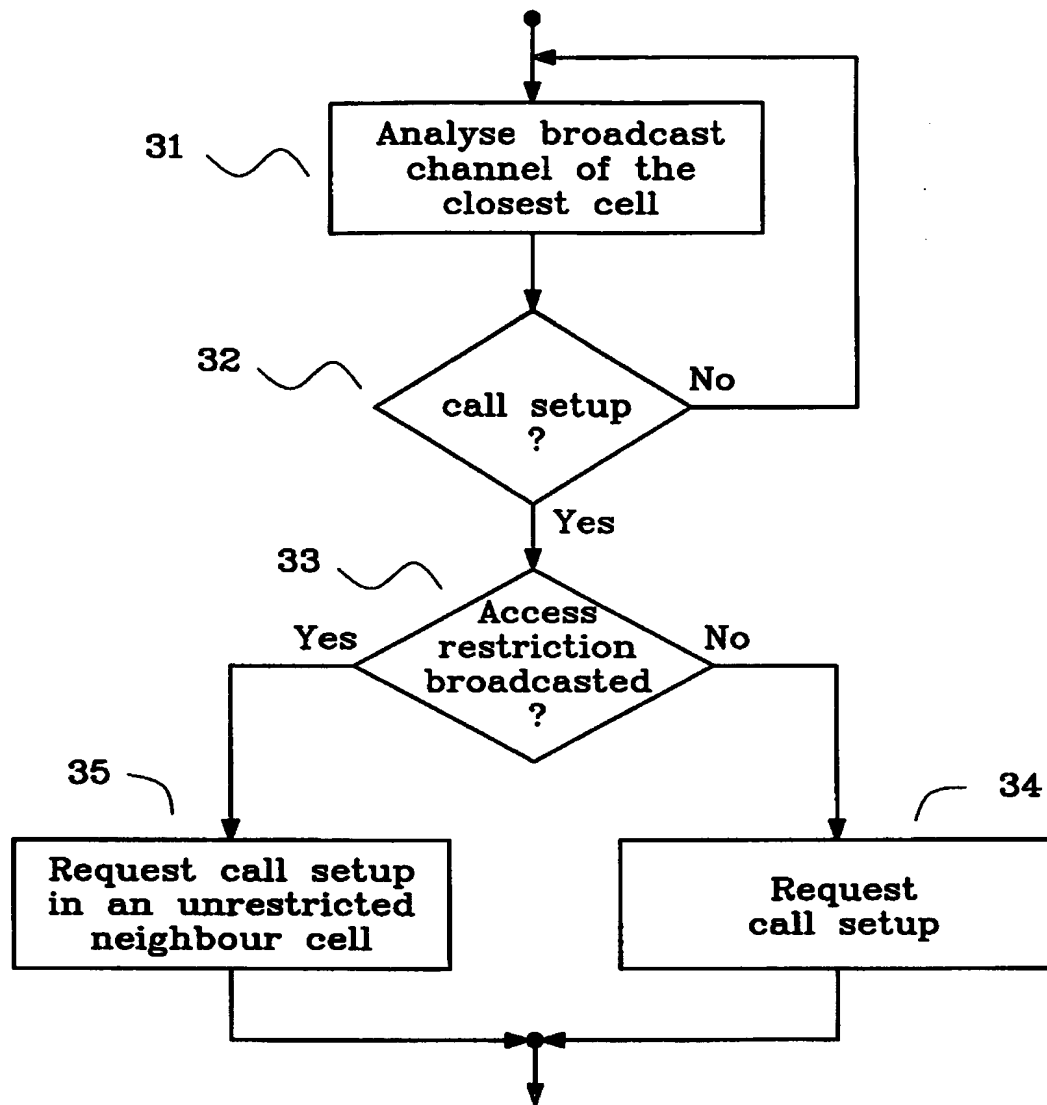 31
Analyse broadcast
channel of the
closest cell
32
call setup
?
No
Yes
33
Access
restriction
broadcasted
?
Yes
No
35
34
Request call setup
in an unrestricted
neighbour cell
Request
call setup